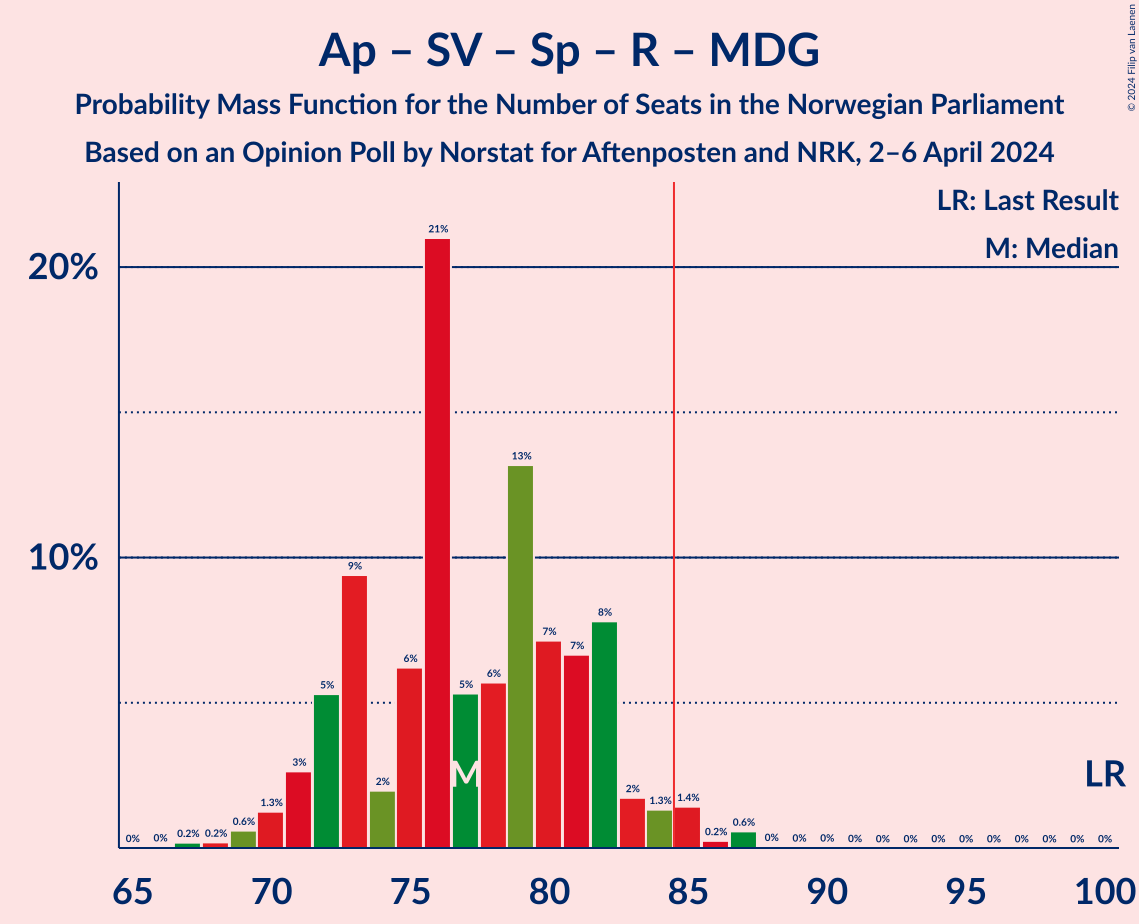 Ap – SV – Sp – R – MDG
Probability Mass Function for the Number of Seats in the Norwegian Parliament
Based on an Opinion Poll by Norstat for Aftenposten and NRK, 2–6 April 2024
© 2024 Filip van Laenen
LR: Last Result
M: Median
20%
10%
0% 0% 0.2% 0.2% 0.6% 1.3% 3% 5% 9% 2% 6% 21% 5% 6% 13% 7% 7% 8% 2% 1.3% 1.4% 0.2% 0.6% 0% 0% 0% 0% 0% 0% 0% 0% 0% 0% 0% 0% 0%
M
LR
65 70 75 80 85 90 95 100